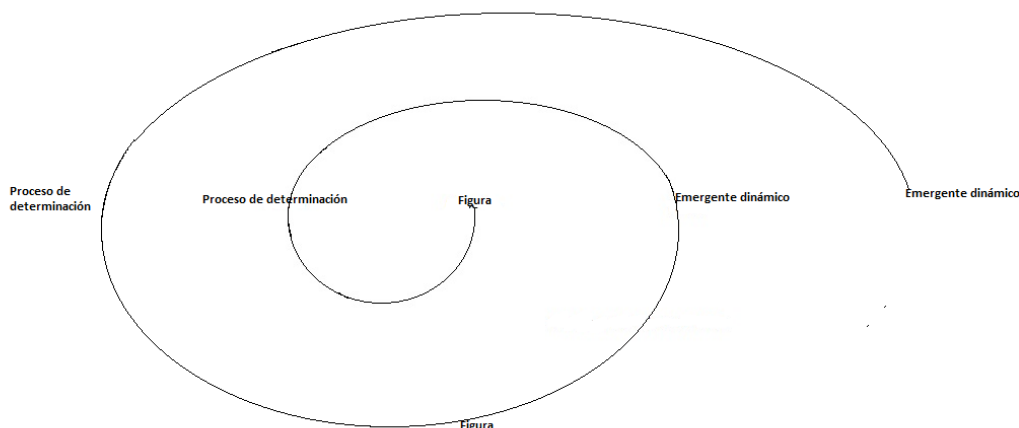 Proceso de
determinación
Proceso de determinación
Figura
Emergente dinámico
Emergente dinámico
Figura